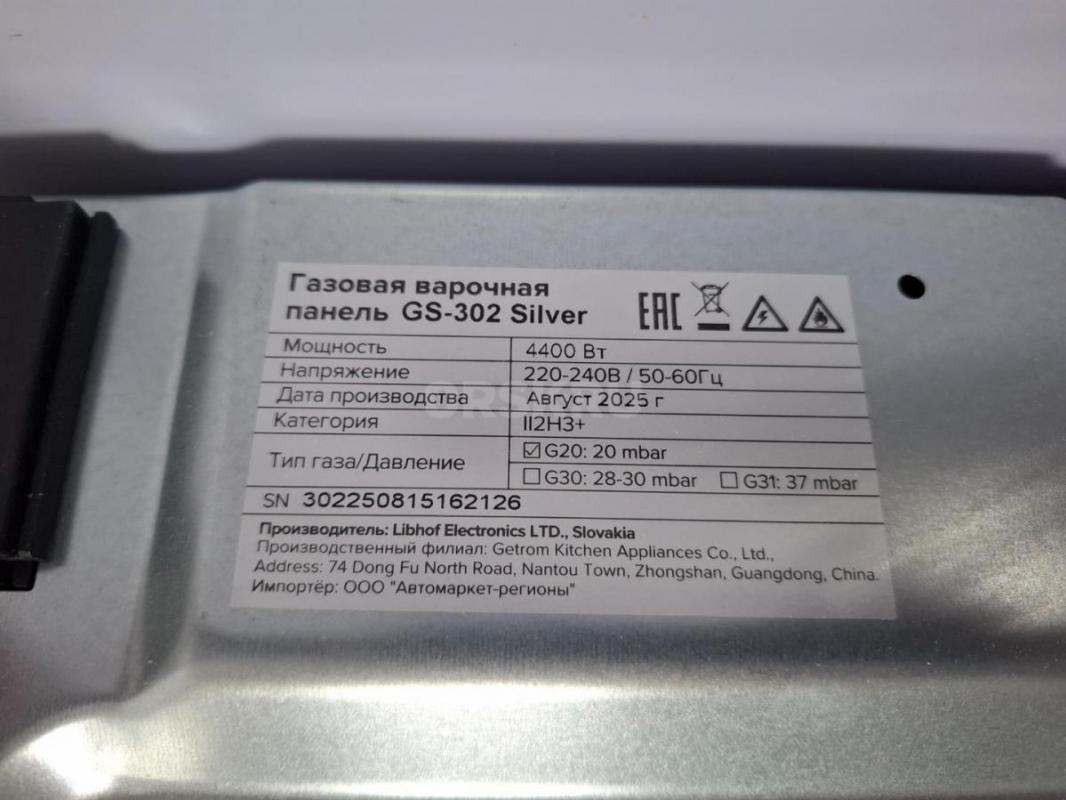 Газовая варочная
панель GS-302 Silver
EAC
Мощность 4400 Вт
Напряжение 220-240В / 50-60Гц
Дата производства Август 2025 г
Категория II2H3+
Тип газа/Давление
☑G20: 20 mbar
☐G30: 28-30 mbar ☐G31: 37 mbar
SN 302250815162126
Производитель: Libhof Electronics LTD., Slovakia
Производственный филиал: Getrom Kitchen Appliances Co., Ltd.,
Address: 74 Dong Fu North Road, Nantou Town, Zhongshan, Guangdong, China.
Импортёр: ООО "Автомаркет-регионы"